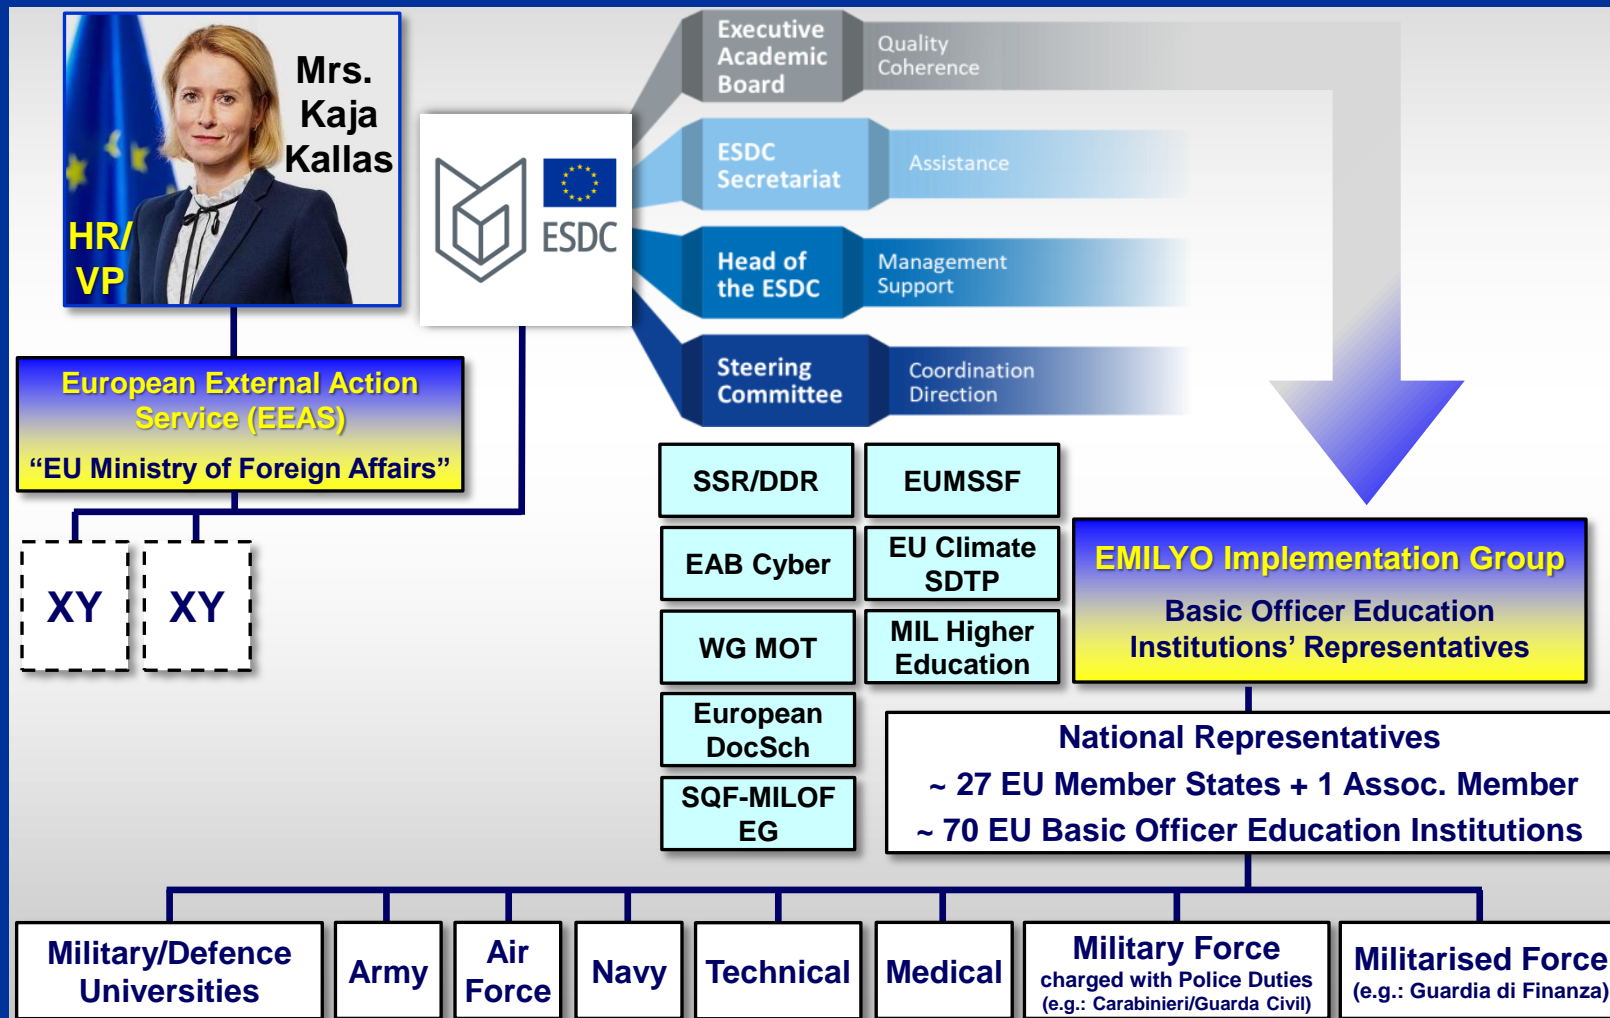 Mrs.
Kaja
Kallas
HR/
VP
European External Action
Service (EEAS)
“EU Ministry of Foreign Affairs”
XY
XY
ESDC
Executive
Academic
Board
Quality
Coherence
ESDC
Secretariat
Assistance
Head of
the ESDC
Management
Support
Steering
Committee
Coordination
Direction
SSR/DDR
EUMSSF
EAB Cyber
EU Climate
SDTP
WG MOT
MIL Higher
Education
European
DocSch
SQF-MILOF
EG
EMILYO Implementation Group
Basic Officer Education
Institutions’ Representatives
National Representatives
~ 27 EU Member States + 1 Assoc. Member
~ 70 EU Basic Officer Education Institutions
Military/Defence
Universities
Army
Air
Force
Navy
Technical
Medical
Military Force
charged with Police Duties
(e.g.: Carabinieri/Guarda Civil)
Militarised Force
(e.g.: Guardia di Finanza)